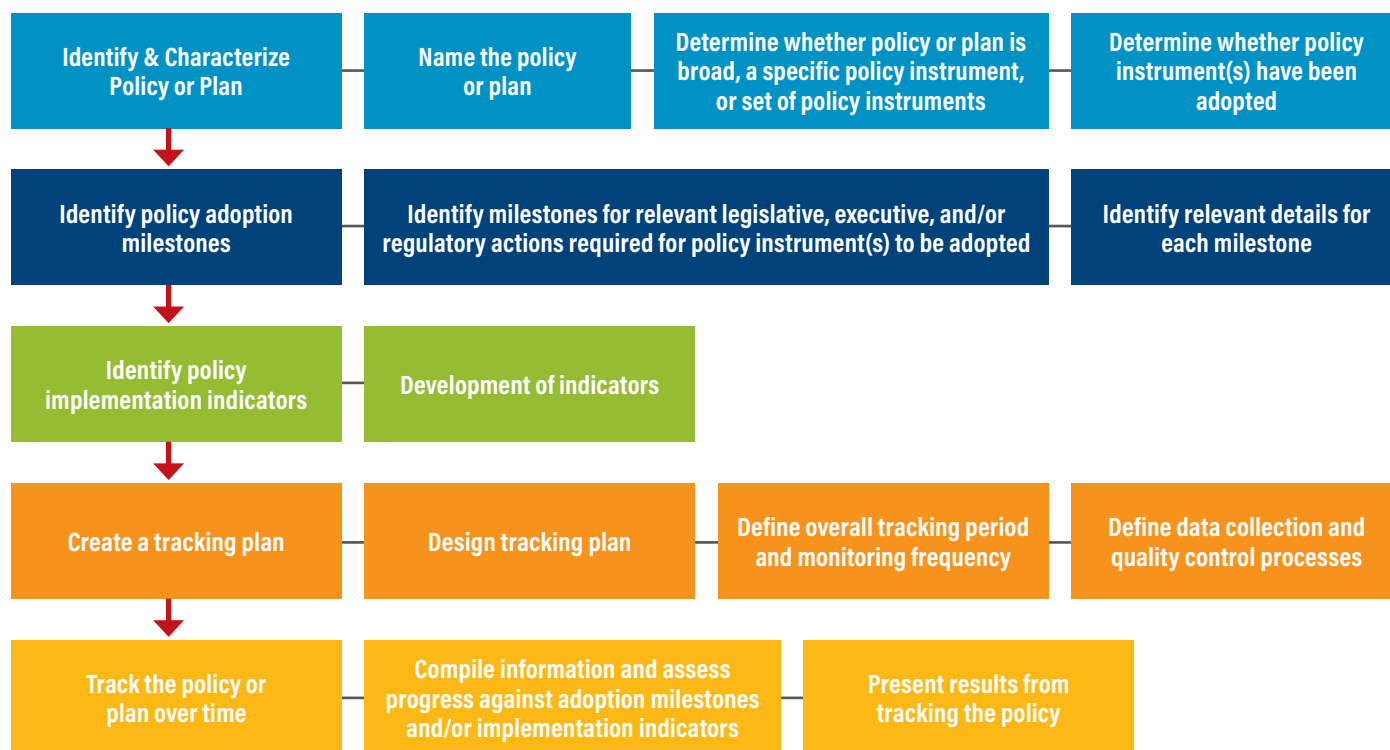 Identify & Characterize
Policy or Plan
Name the policy
or plan
Determine whether policy or plan is
broad, a specific policy instrument,
or set of policy instruments
Determine whether policy
instrument(s) have been
adopted
Identify policy adoption
milestones
Identify milestones for relevant legislative, executive, and/or
regulatory actions required for policy instrument(s) to be adopted
Identify relevant details for
each milestone
Identify policy
implementation indicators
Development of indicators
Create a tracking plan
Design tracking plan
Define overall tracking period
and monitoring frequency
Define data collection and
quality control processes
Track the policy or
plan over time
Compile information and assess
progress against adoption milestones
and/or implementation indicators
Present results from
tracking the policy